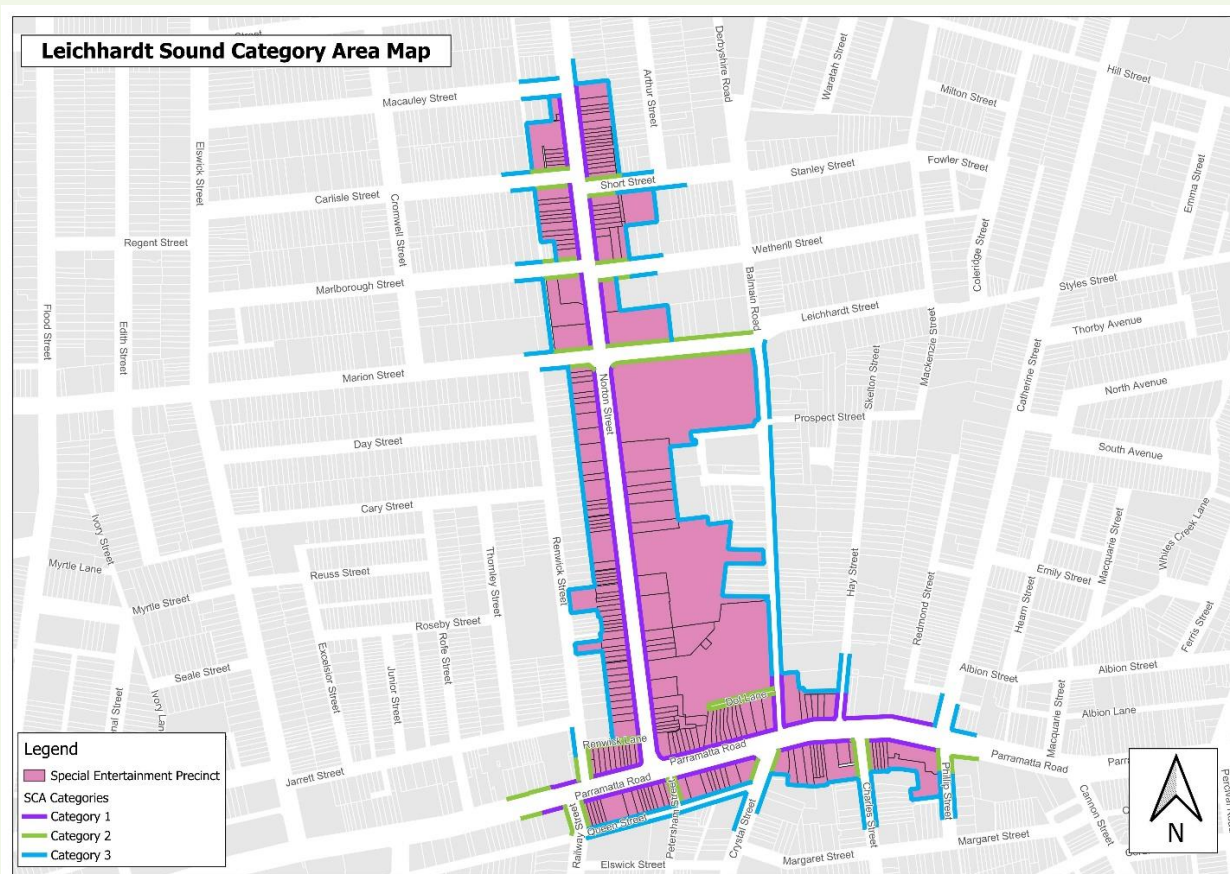 Leichhardt Sound Category Area Map
Street
Macauley Street
Arthur Street
Derbyshire Road
Waratah Street
Hill Street
Milton Street
Elswick Street
Carlisle Street
Cromwell Street
Short Street
Stanley Street
Fowler Street
Emma Street
Regent Street
Marlborough Street
Wetherill Street
Balmain Road
Coleridge Street
Styles Street
Flood Street
Edith Street
Leichhardt Street
Mackenzie Street
Thorby Avenue
Marion Street
Norton Street
Skelton Street
Catherine Street
North Avenue
Prospect Street
Day Street
South Avenue
Cary Street
Ivory Street
Renwick Street
Thornley Street
Hay Street
Macquarie Street
Whites Creek Lane
Myrtle Lane
Reuss Street
Redmond Street
Emily Street
Hearn Street
Myrtle Street
Roseby Street
Rofe Street
Ferris Street
Seale Street
Excelsior Street
Junior Street
Albion Street
Albion Street
Ivory Lan
nal Street
Dot Lane
Albion Lane
Macquarie Street
Renwick Lane
Parramatta Road
Parramatta Road
Parr
Jarrett Street
Parramatta Road
Railway Street
Queen Street
Petersham Street
Crystal Street
Charles Street
Phillip Street
Cannon Street
Percival
Margaret Street
Margaret Street
Elswick Street
Legend
Special Entertainment Precinct
SCA Categories
Category 1
Category 2
Category 3
N